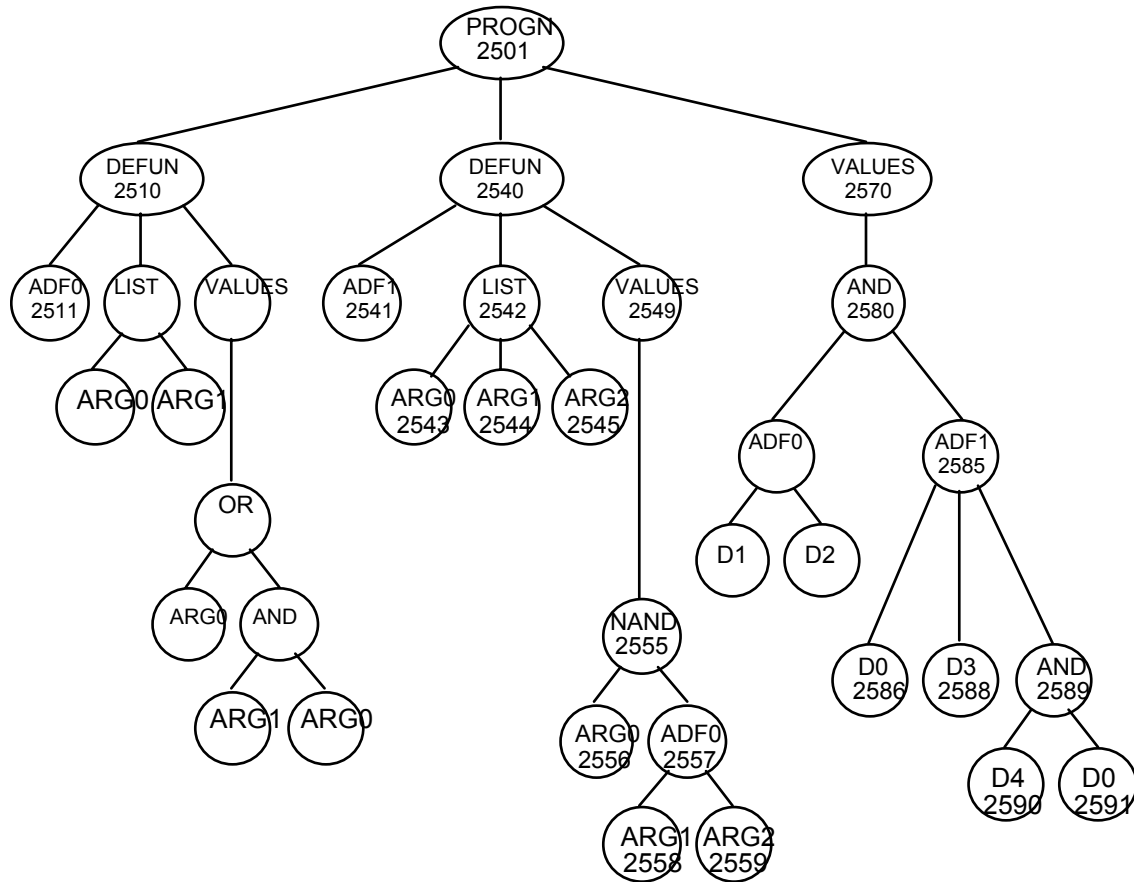 PROGN
2501
DEFUN
2510
DEFUN
2540
VALUES
2570
ADF0
2511
LIST
VALUES
ADF1
2541
LIST
2542
VALUES
2549
AND
2580
ARG0
ARG1
ARG0
2543
ARG1
2544
ARG2
2545
ADF0
ADF1
2585
OR
D1
D2
ARG0
AND
NAND
2555
D0
2586
D3
2588
AND
2589
ARG1
ARG0
ARG0
2556
ADF0
2557
D4
2590
D0
2591
ARG1
2558
ARG2
2559